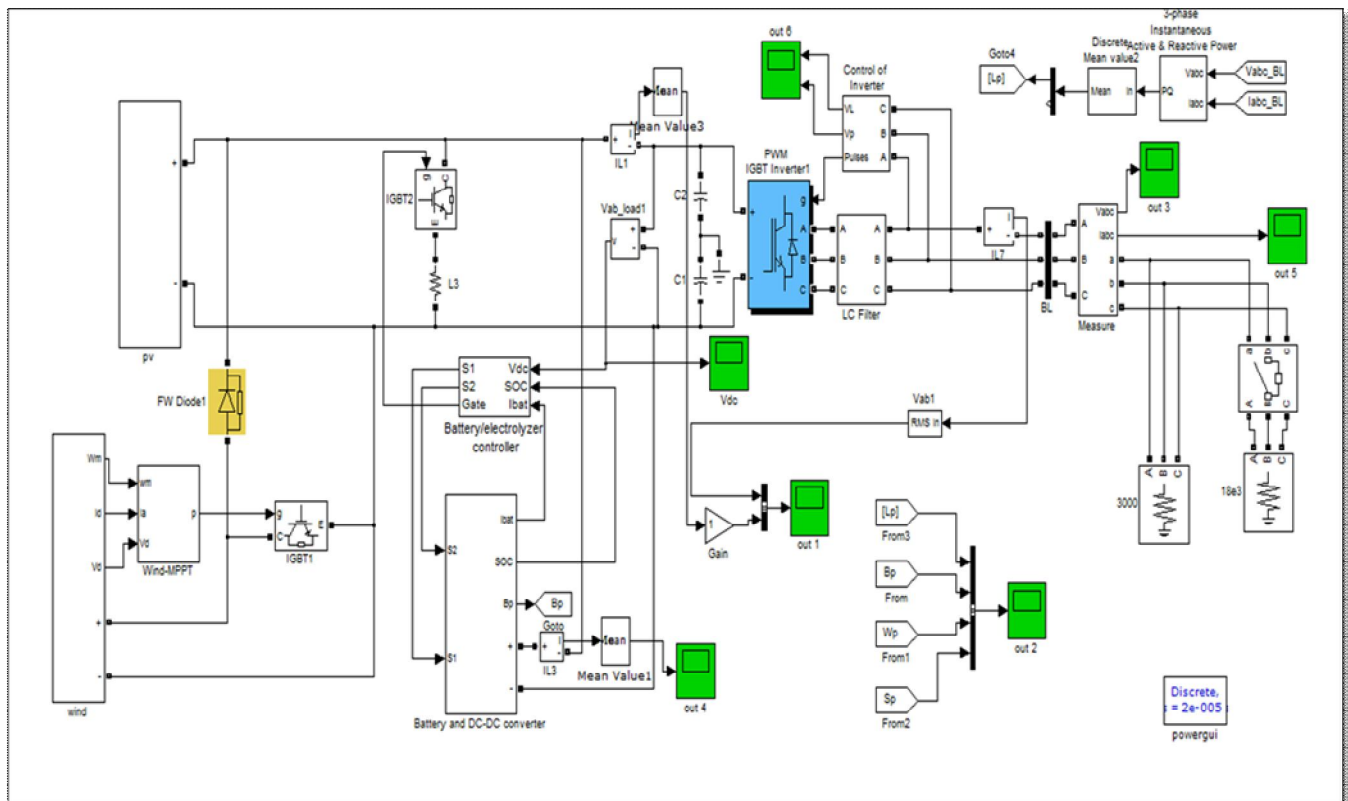 out 6
3-phase
Instantaneous
Active & Reactive Power
Discrete
Mean value2
Goto4
[Lp]
Mean
In
PQ
Vabc
Iabc
Vabc_BL
Iabc_BL
Mean Value3
Control of
Inverter
VL
Vp
Pulses
C
B
A
+
-
pv
IGBT2
g
C
E
L3
+
-
I
IL1
Vab_load1
v
+
-
C2
C1
PWM
IGBT Inverter1
g
+
-
A
B
C
A
B
C
A
B
C
LC Filter
+
-
I
IL7
BL
A
B
C
Vabc
Iabc
a
b
c
Measure
out 3
out 5
a
b
c
A
B
C
A
B
C
3000
A
B
C
18e3
FW Diode1
S1
S2
Gate
Vdc
SOC
Ibat
Battery/electrolyzer
controller
Vdc
Vab1
RMS In
Wm
Id
Vd
+
-
wind
wm
Ia
Vd
p
Wind-MPPT
g
C
E
IGBT1
S2
S1
Ibat
SOC
Bp
+
-
Battery and DC-DC converter
Bp
Goto
+
-
I
IL3
Mean Value1
out 4
1
Gain
out 1
[Lp]
From3
Bp
From
Wp
From1
Sp
From2
out 2
Discrete,
s = 2e-005
powergui